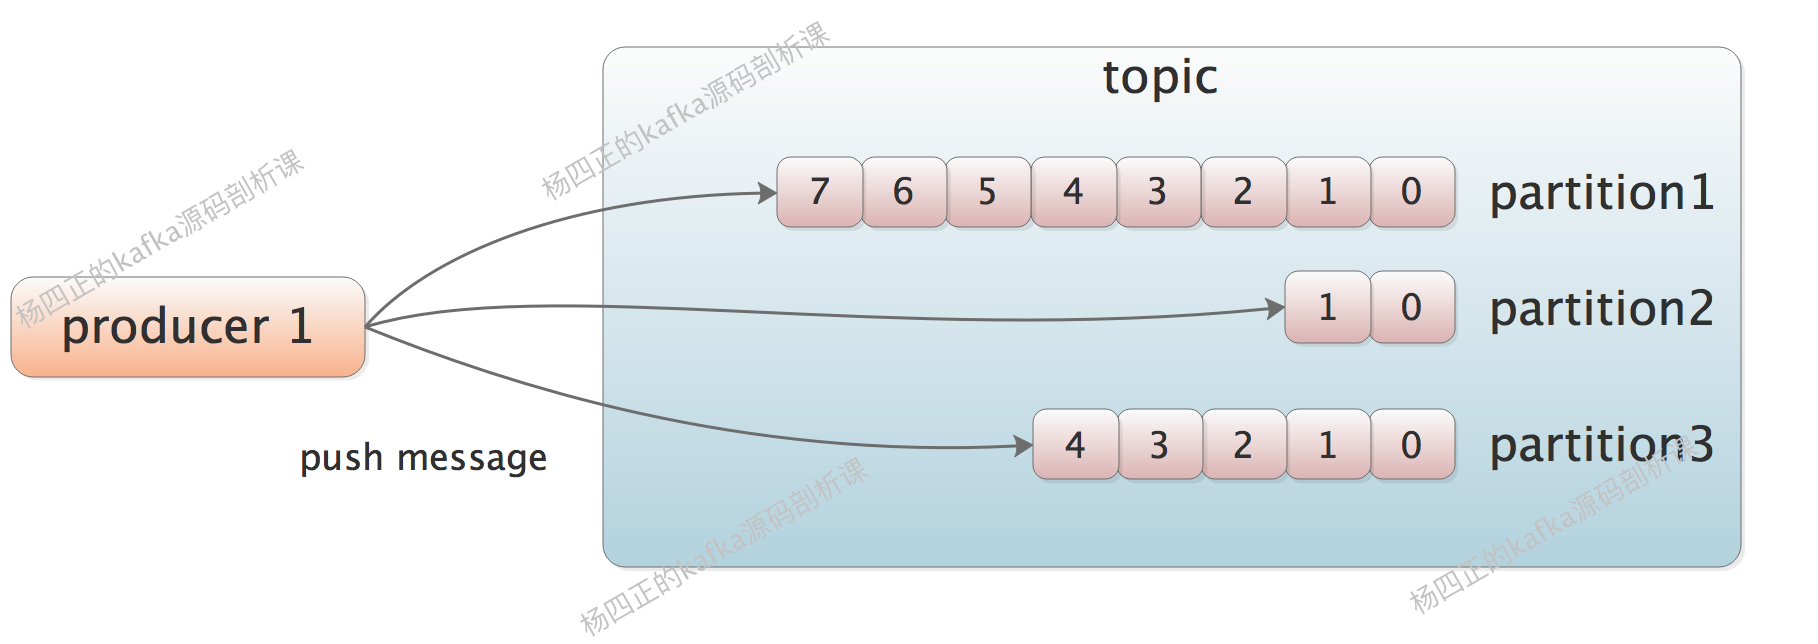 topic
7 6 5 4 3 2 1 0 partition1
producer 1
1 0 partition2
4 3 2 1 0 partition3
push message
杨四正的kafka源码剖析课
杨四正的kafka源码剖析课
杨四正的kafka源码剖析课
杨四正的kafka源码剖析课